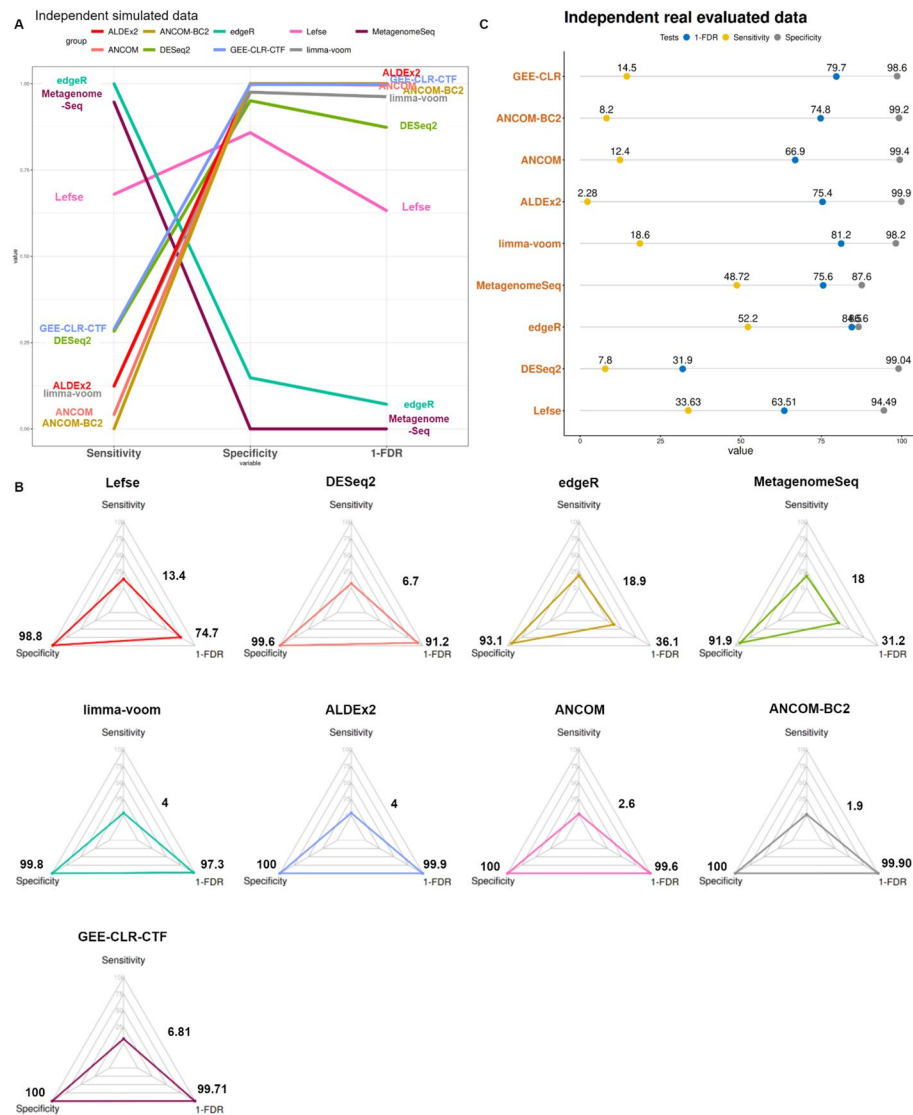 A
Independent simulated data
group
ALDEx2
ANCOM-BC2
edgeR
Lefse
MetagenomeSeq
ANCOM
DESeq2
GEE-CLR-CTF
limma-voom
value
1.00
0.75
0.50
0.25
0.00
edgeR
Metagenome
-Seq
Lefse
GEE-CLR-CTF
DESeq2
ALDEx2
limma-voom
ANCOM
ANCOM-BC2
ALDEx2
GEE-CLR-CTF
ANCOM
ANCOM-BC2
limma-voom
DESeq2
Lefse
edgeR
Metagenome
-Seq
Sensitivity
Specificity
1-FDR
variable
C
Independent real evaluated data
Tests
1-FDR
Sensitivity
Specificity
GEE-CLR
14.5
79.7
98.6
ANCOM-BC2
8.2
74.8
99.2
ANCOM
12.4
66.9
99.4
ALDEx2
2.28
75.4
99.9
limma-voom
18.6
81.2
98.2
MetagenomeSeq
48.72
75.6
87.6
edgeR
52.2
DESeq2
7.8
31.9
99.04
Lefse
33.63
63.51
94.49
0
25
50
75
100
value
B
Lefse
Sensitivity
13.4
98.8
74.7
Specificity
1-FDR
DESeq2
Sensitivity
6.7
99.6
91.2
Specificity
1-FDR
edgeR
Sensitivity
18.9
93.1
36.1
Specificity
1-FDR
MetagenomeSeq
Sensitivity
18
91.9
31.2
Specificity
1-FDR
limma-voom
Sensitivity
4
99.8
97.3
Specificity
1-FDR
ALDEx2
Sensitivity
4
100
99.9
Specificity
1-FDR
ANCOM
Sensitivity
2.6
100
99.6
Specificity
1-FDR
ANCOM-BC2
Sensitivity
1.9
100
99.90
Specificity
1-FDR
GEE-CLR-CTF
Sensitivity
6.81
100
99.71
Specificity
1-FDR